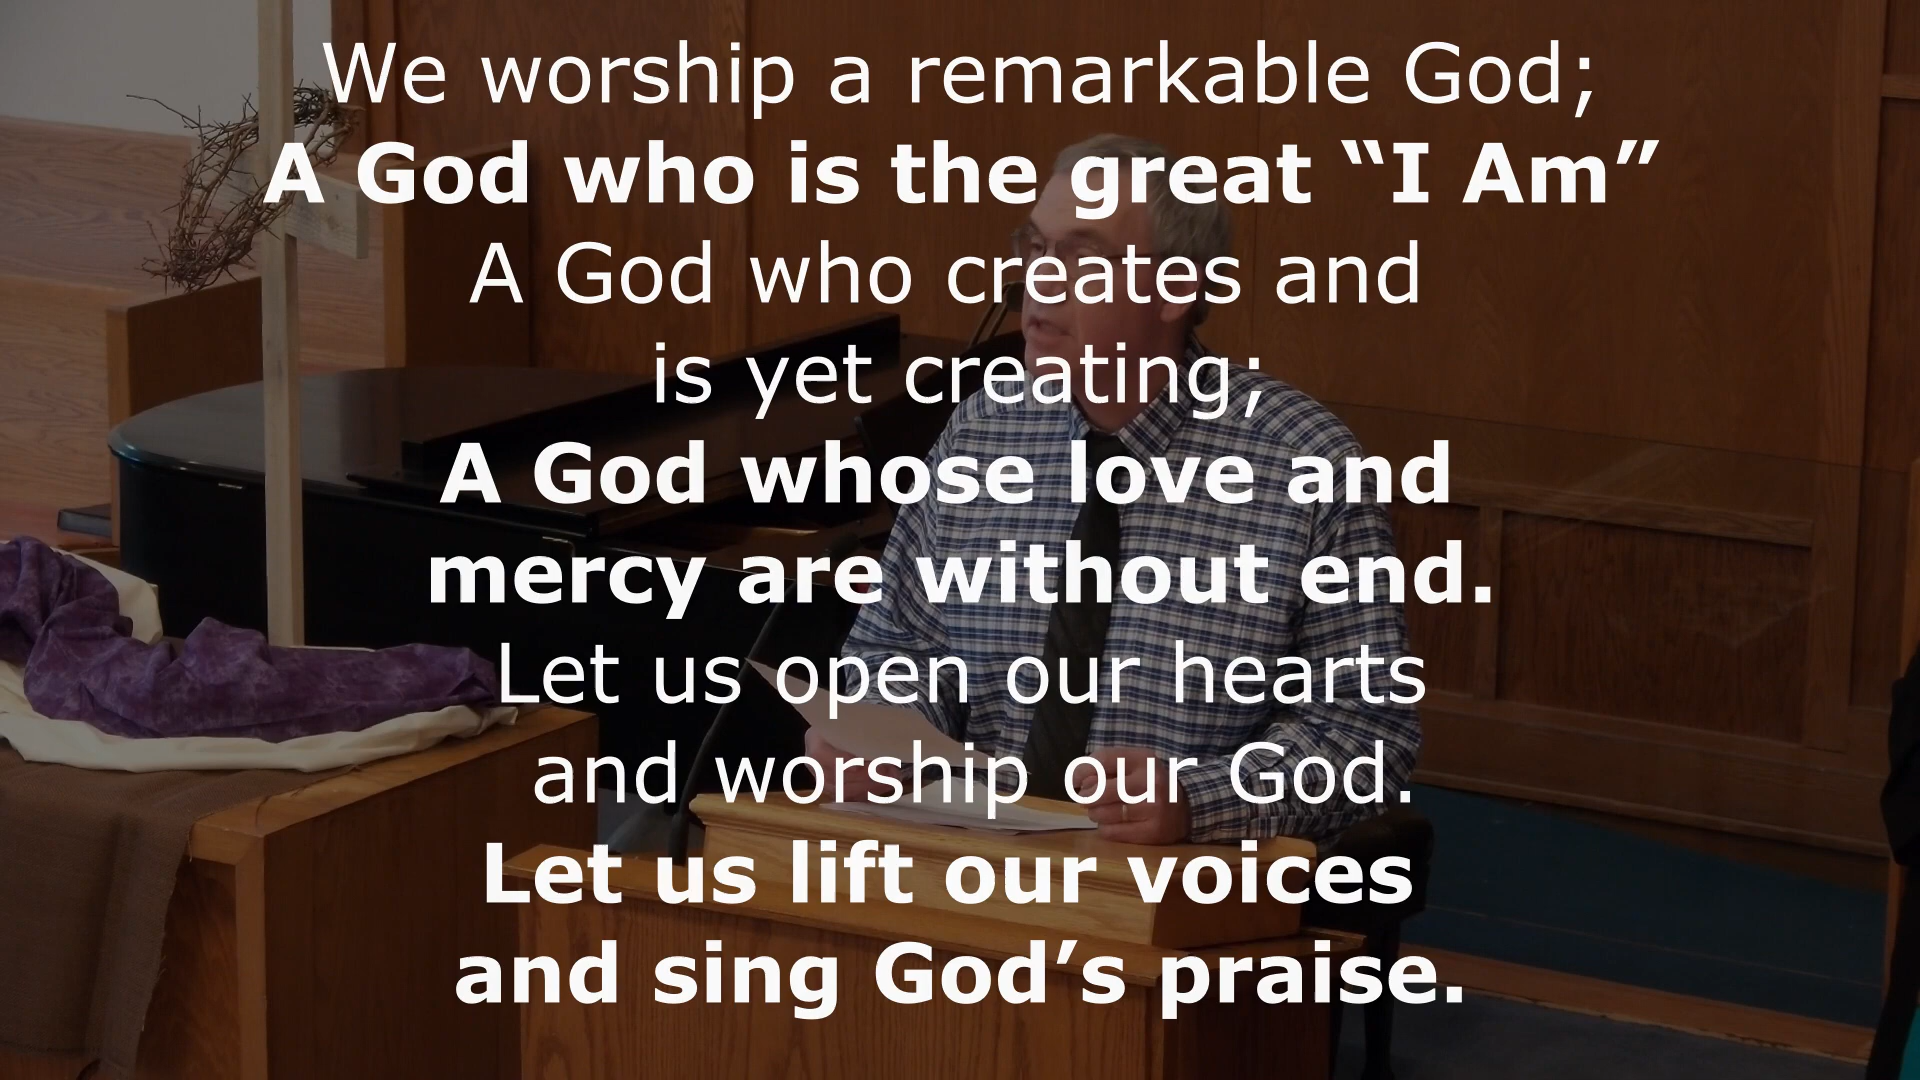 We worship a remarkable God;
A God who is the great “I Am”
A God who creates and
is yet creating;
A God whose love and
mercy are without end.
Let us open our hearts
and worship our God.
Let us lift our voices
and sing God’s praise.